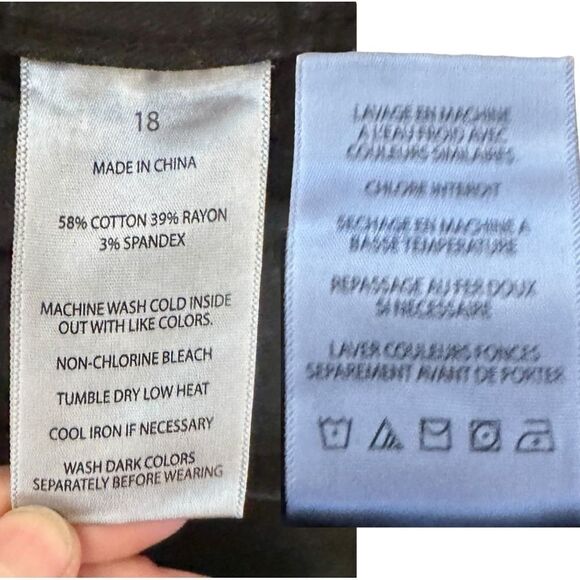 18
MADE IN CHINA
58% COTTON 39% RAYON
3% SPANDEX
MACHINE WASH COLD INSIDE
OUT WITH LIKE COLORS.
NON-CHLORINE BLEACH
TUMBLE DRY LOW HEAT
COOL IRON IF NECESSARY
WASH DARK COLORS
SEPARATELY BEFORE WEARING
LAVAGE EN MACHINE
A L'EAU FROID AVEC
COULEURS SIMILAIRES
CHLORE INTERDIT
SECHAGE EN MACHINE A
BASSE TEMPERATURE
REPASSAGE AU FER DOUX
SI NECESSAIRE
LAVER COULEURS FONCES
SEPAREMENT AVANT DE PORTER